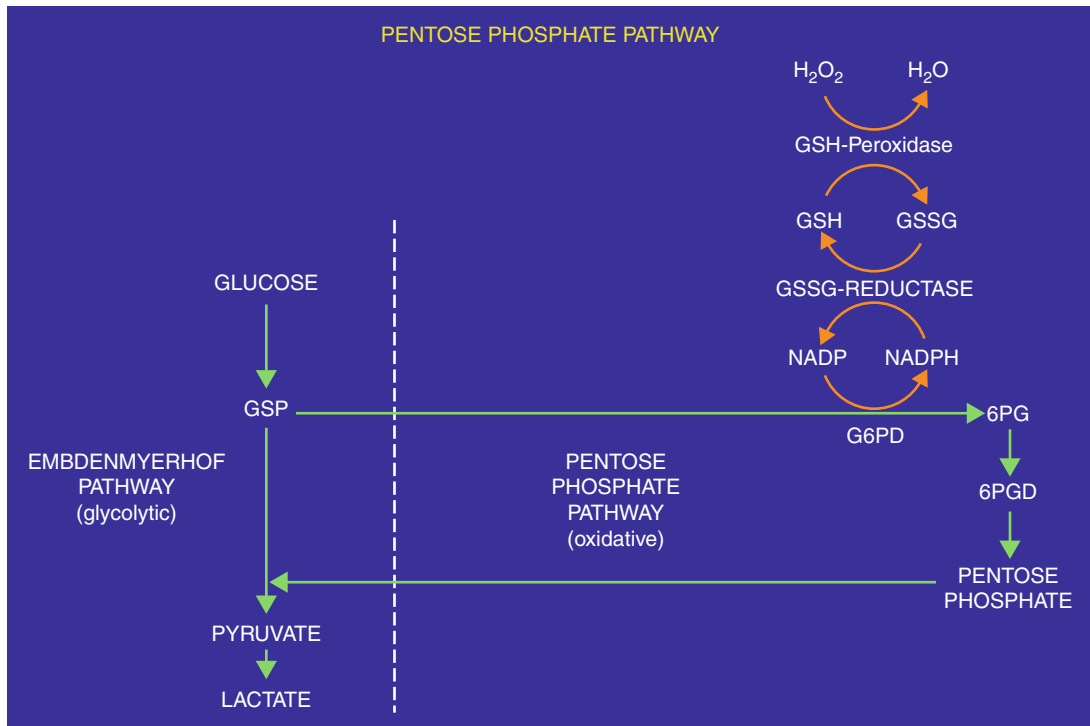 PENTOSE PHOSPHATE PATHWAY
H₂O₂ H₂O
GSH-Peroxidase
GSH GSSG
GLUCOSE
GSSG-REDUCTASE
NADP NADPH
GSP
6PG
G6PD
EMBDENMYERHOF
PATHWAY
(glycolytic)
PENTOSE
PHOSPHATE
PATHWAY
(oxidative)
6PGD
PENTOSE
PHOSPHATE
PYRUVATE
LACTATE